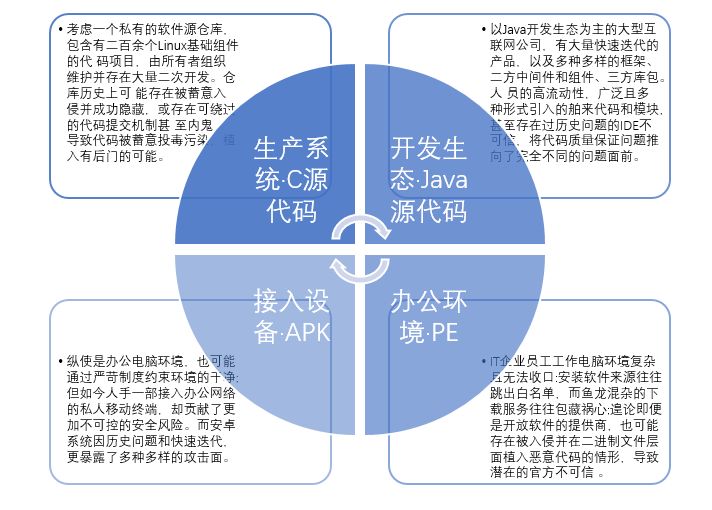 • 考虑一个私有的软件源仓库，
包含有二百余个Linux基础组件
的代 码项目，由所有者组织
维护并存在大量二次开发。仓
库历史上可 能存在被蓄意入
侵并成功隐藏，或存在可绕过
的代码提交机制甚 至内鬼，
导致代码被蓄意投毒污染，植
入有后门的可能。
• 以Java开发生态为主的大型互
联网公司，有大量快速迭代的
产品，以及多种多样的框架、
二方中间件和组件、三方库包。
人 员的高流动性，广泛且多
种形式引入的舶来代码和模块，
甚至存在过历史问题的IDE不
可信，将代码质量保证问题推
向了完全不同的问题面前。
生产系
统·C源
代码
开发生
态·Java
源代码
接入设
备·APK
办公环
境·PE
• 纵使是办公电脑环境，也可能
通过严苛制度约束环境的干净;
但如今人手一部接入办公网络
的私人移动终端，却贡献了更
加不可控的安全风险。而安卓
系统因历史问题和快速迭代，
更暴露了多种多样的攻击面。
• IT企业员工工作电脑环境复杂
且无法收口:安装软件来源往往
跳出白名单，而鱼龙混杂的下
载服务往往包藏祸心;遑论即便
是开放软件的提供商，也可能
存在被入侵并在二进制文件层
面植入恶意代码的情形，导致
潜在的官方不可信 。